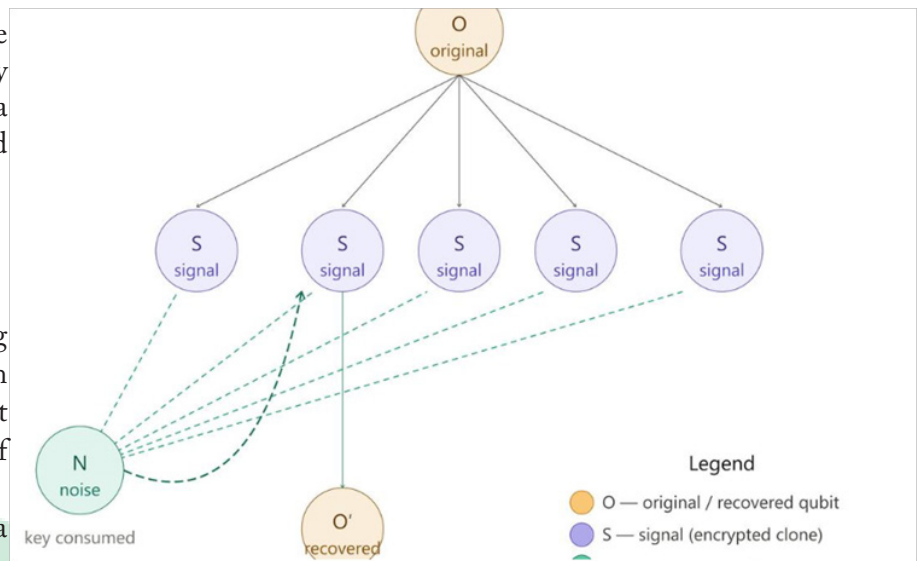 O
original
S
signal
S
signal
S
signal
S
signal
S
signal
N
noise
key consumed
O'
recovered
Legend
O — original / recovered qubit
S — signal (encrypted clone)